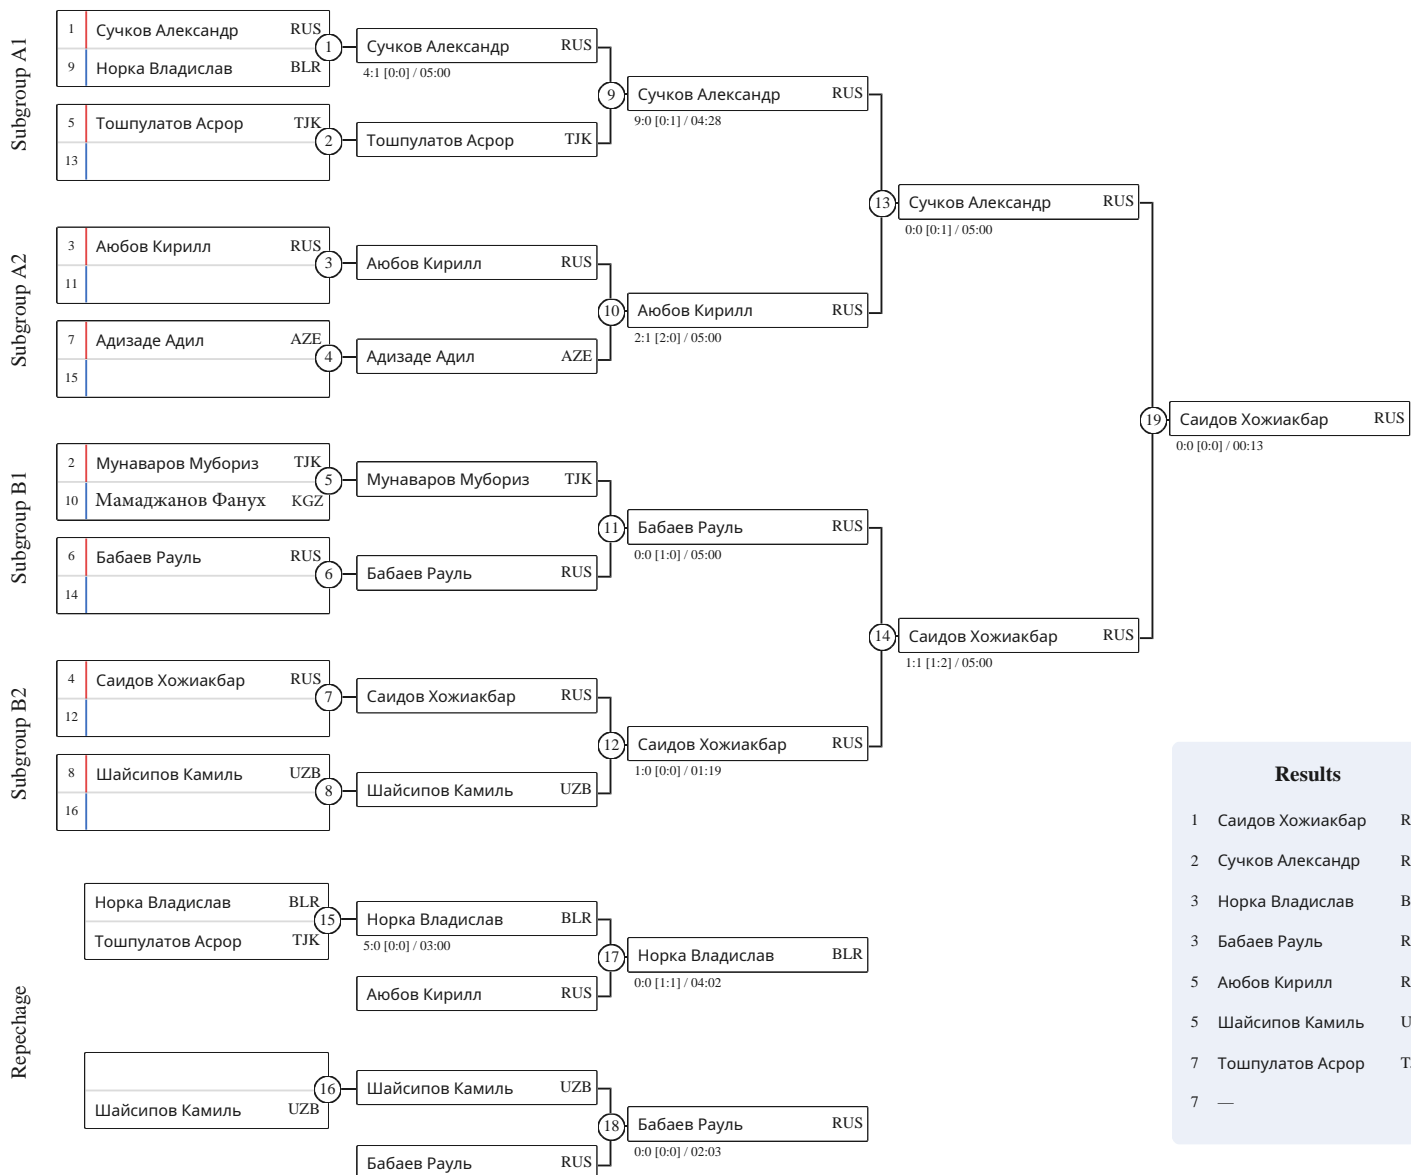 Subgroup A1
1 Сучков Александр RUS
9 Норка Владислав BLR
1
Сучков Александр RUS
4:1 [0:0] / 05:00
5 Тошпулатов Асрор TJK
13
2
Тошпулатов Асрор TJK
9
Сучков Александр RUS
9:0 [0:1] / 04:28
Subgroup A2
3 Аюбов Кирилл RUS
11
3
Аюбов Кирилл RUS
7 Адизаде Адил AZE
15
4
Адизаде Адил AZE
10
Аюбов Кирилл RUS
2:1 [2:0] / 05:00
13
Сучков Александр RUS
0:0 [0:1] / 05:00
Subgroup B1
2 Мунаваров Мубориз TJK
10 Мамаджанов Фанух KGZ
5
Мунаваров Мубориз TJK
6 Бабаев Рауль RUS
14
6
Бабаев Рауль RUS
11
Бабаев Рауль RUS
0:0 [1:0] / 05:00
Subgroup B2
4 Саидов Хожиакбар RUS
12
7
Саидов Хожиакбар RUS
8 Шайсипов Камиль UZB
16
8
Шайсипов Камиль UZB
12
Саидов Хожиакбар RUS
1:0 [0:0] / 01:19
14
Саидов Хожиакбар RUS
1:1 [1:2] / 05:00
19
Саидов Хожиакбар RUS
0:0 [0:0] / 00:13
Repechage
Норка Владислав BLR
Тошпулатов Асрор TJK
15
Норка Владислав BLR
5:0 [0:0] / 03:00
Аюбов Кирилл RUS
17
Норка Владислав BLR
0:0 [1:1] / 04:02
Шайсипов Камиль UZB
16
Шайсипов Камиль UZB
Бабаев Рауль RUS
18
Бабаев Рауль RUS
0:0 [0:0] / 02:03
Results
1 Саидов Хожиакбар R
2 Сучков Александр R
3 Норка Владислав B
3 Бабаев Рауль R
5 Аюбов Кирилл R
5 Шайсипов Камиль U
7 Тошпулатов Асрор T
7 —